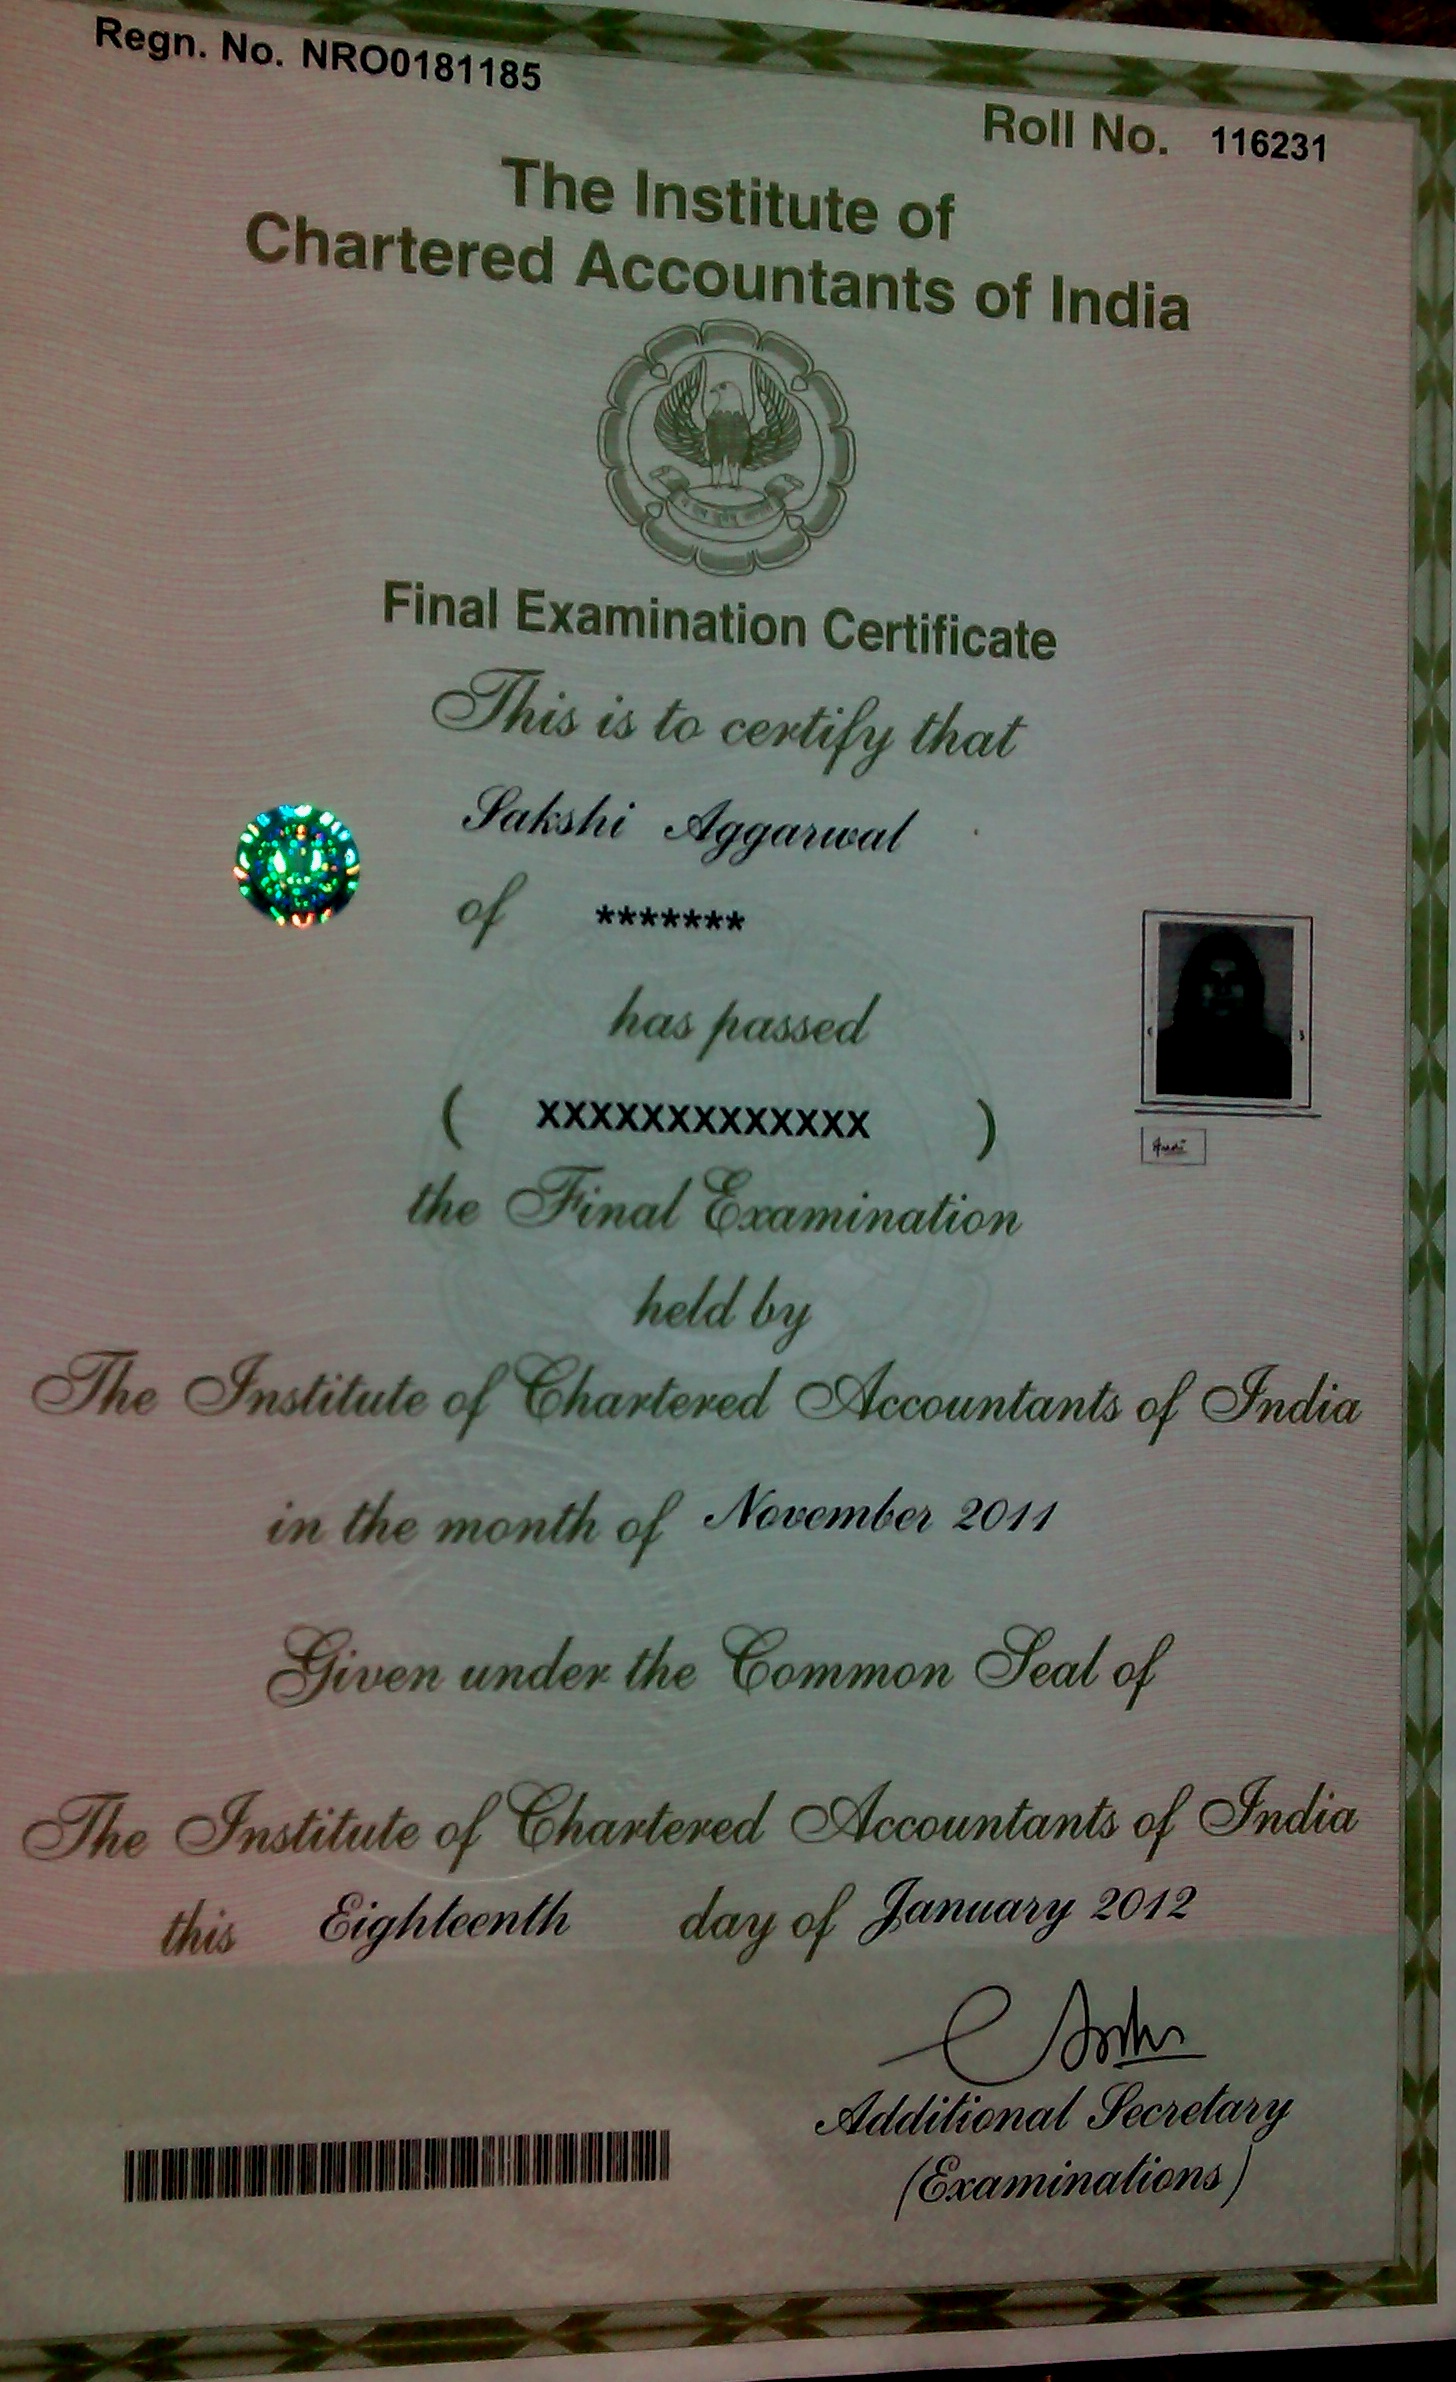 Regn. No. NRO0181185
Roll No. 116231
The Institute of
Chartered Accountants of India
Final Examination Certificate
This is to certify that
Sakshi Aggarwal
of *******
has passed
( XXXXXXXXXXXXX )
the Final Examination
held by
The Institute of Chartered Accountants of India
in the month of November 2011
Given under the Common Seal of
The Institute of Chartered Accountants of India
this Eighteenth day of January 2012
Additional Secretary
(Examinations)